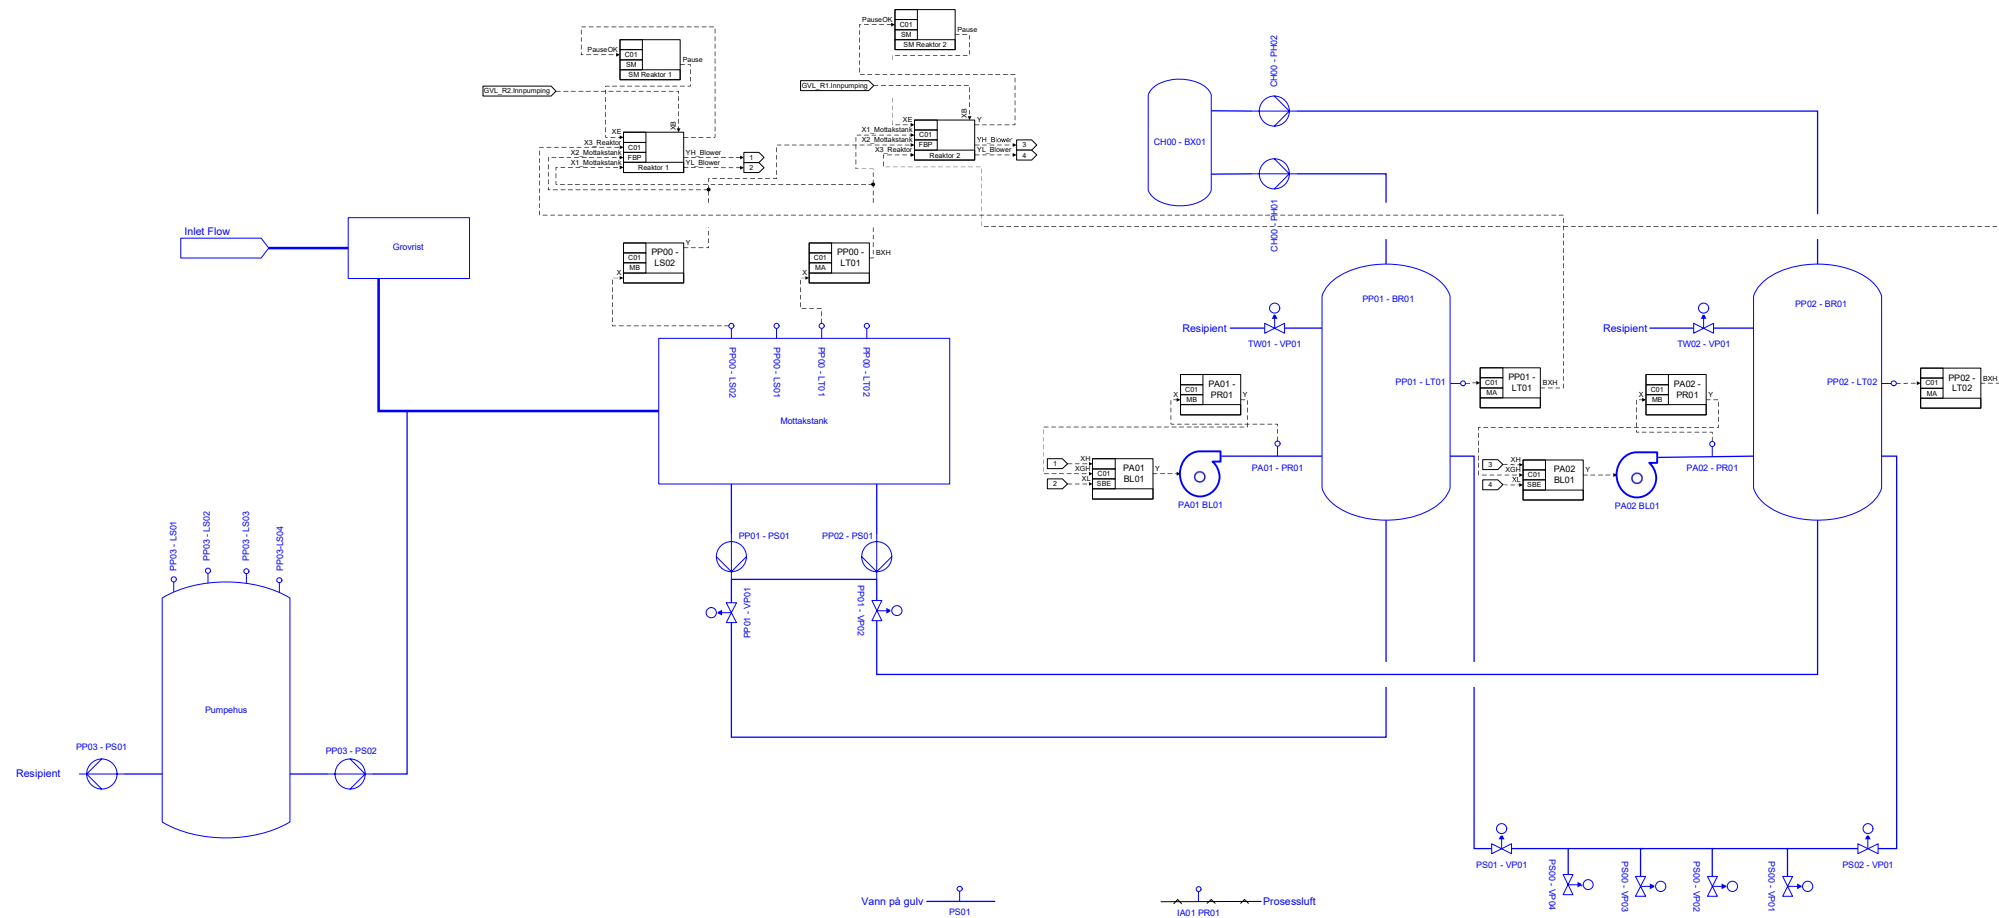 PauseOK
C01
SM
SM Reaktor 1
Pause
PauseOK
C01
SM
SM Reaktor 2
Pause
GVL_R2.Innpumping
GVL_R1.Innpumping
XB
XE
X3_Reaktor
X2_Mottakstank
X1_Mottakstank
C01
FBP
Reaktor 1
YH_Blower
YL_Blower
1
2
XB
XE
X1_Mottakstank
X2_Mottakstank
X3_Reaktor
C01
FBP
Reaktor 2
Y
YH_Blower
YL_Blower
3
4
CH00 - PH02
CH00 - BX01
CH00 - PH01
Inlet Flow
Grovrist
X
C01
MB
PP00 -
LS02
Y
X
C01
MA
PP00 -
LT01
BXH
PP00 - LS02
PP00 - LS01
PP00 - LT01
PP00 - LT02
Mottakstank
PP01 - BR01
PP02 - BR01
Resipient
TW01 - VP01
Resipient
TW02 - VP01
PP01 - LT01
C01
MA
PP01 -
LT01
BXH
PP02 - LT02
C01
MA
PP02 -
LT02
BXH
X
C01
MB
PA01 -
PR01
Y
X
C01
MB
PA02 -
PR01
Y
1
2
XH
XGH
XL
C01
SBE
PA01
BL01
Y
PA01 BL01
PA01 - PR01
3
4
XH
XGH
XL
C01
SBE
PA02
BL01
Y
PA02 BL01
PA02 - PR01
PP01 - PS01
PP02 - PS01
PP01 - VP01
PP01 - VP02
PP03 - LS01
PP03 - LS02
PP03 - LS03
PP03-LS04
Pumpehus
PP03 - PS01
Resipient
PP03 - PS02
PS01 - VP01
PS02 - VP01
PS00 - VP04
PS00 - VP03
PS00 - VP02
PS00 - VP01
Vann på gulv
PS01
IA01 PR01
Prosessluft